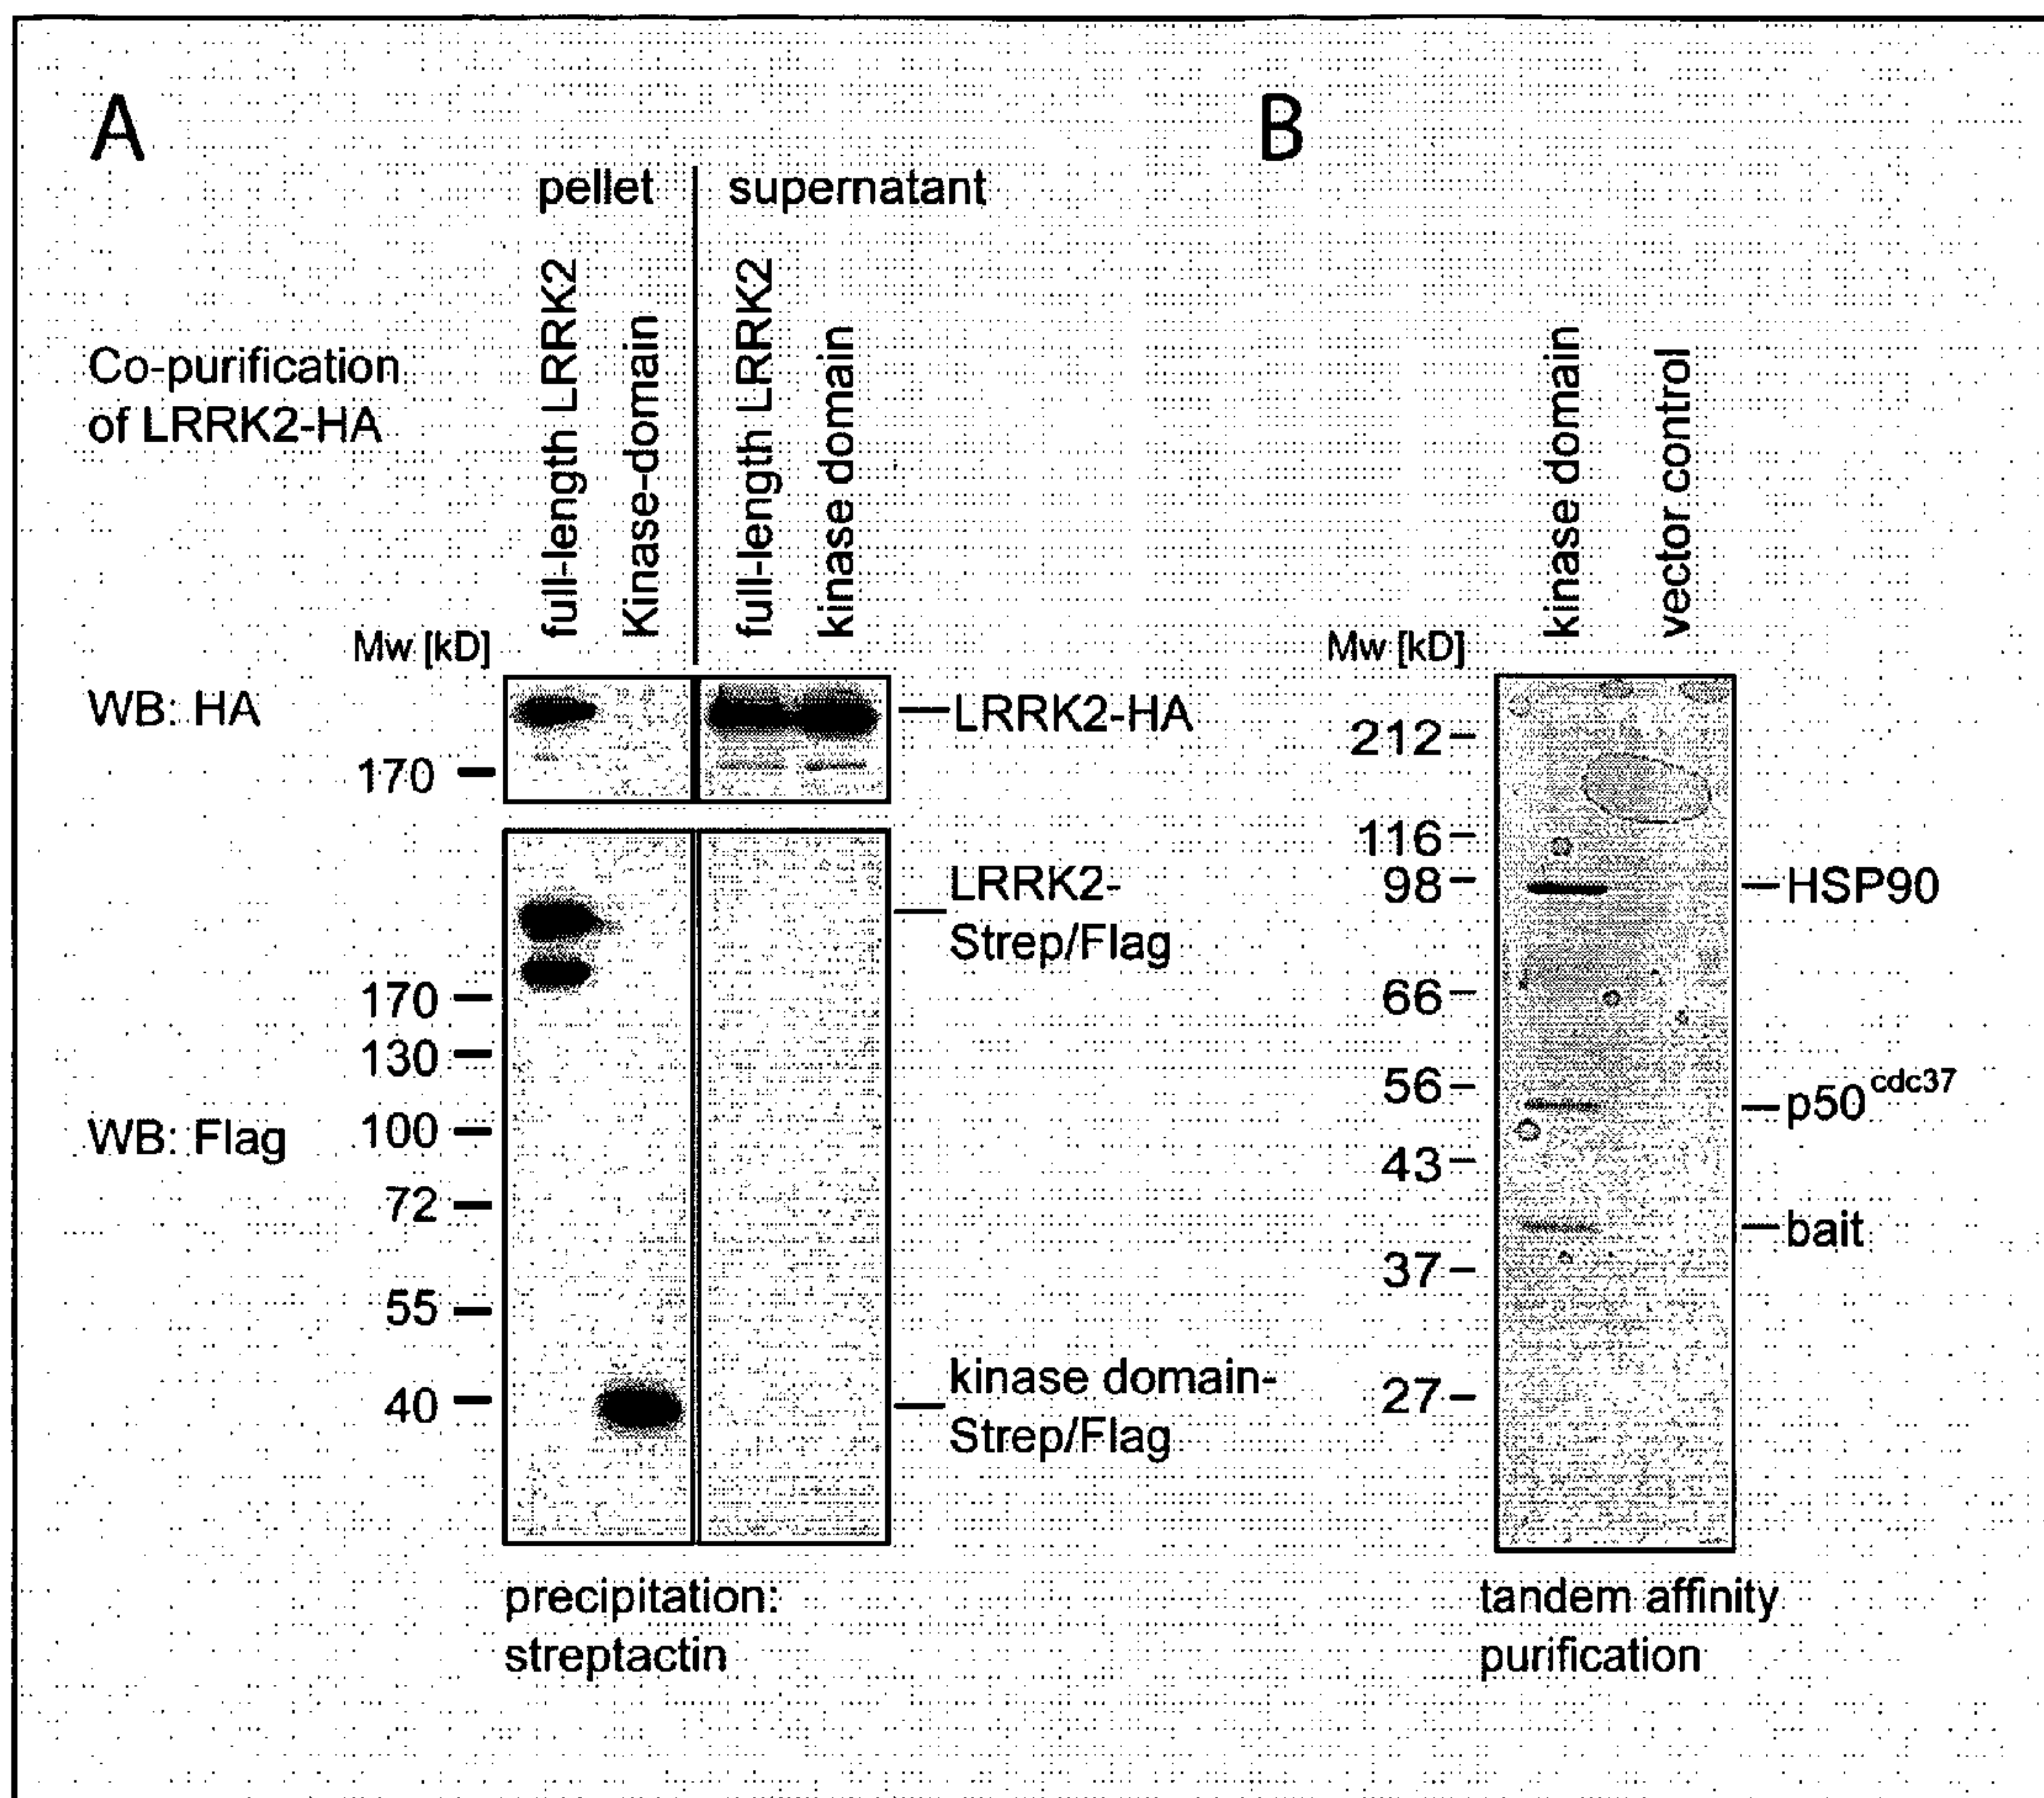 A
pellet
supernatant
Co-purification
of LRRK2-HA
full-length LRRK2
Kinase-domain
full-length LRRK2
kinase domain
Mw [kD]
WB: HA
170
LRRK2-HA
WB: Flag
170
130
100
72
55
40
LRRK2-
Strep/Flag
kinase domain-
Strep/Flag
precipitation:
streptactin
B
kinase domain
vector control
Mw [kD]
212
116
98
66
56
43
37
27
HSP90
p50cdc37
bait
tandem affinity
purification